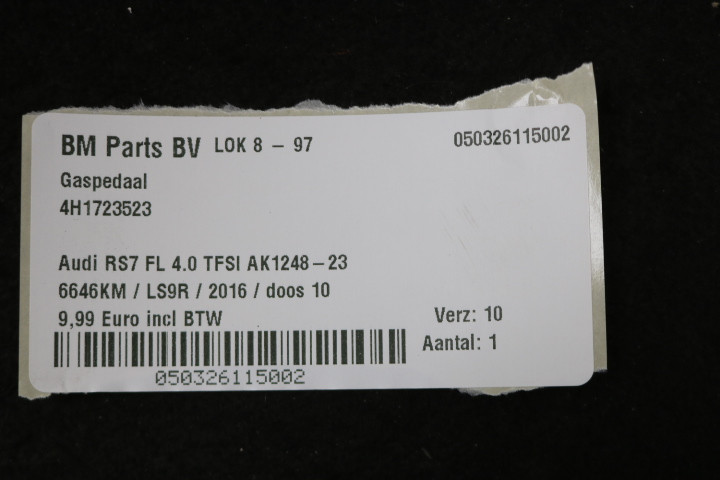 BM Parts BV LOK 8 - 97 050326115002
Gaspedaal
4H1723523
Audi RS7 FL 4.0 TFSI AK1248-23
6646KM / LS9R / 2016 / doos 10
9,99 Euro incl BTW Verz: 10
Aantal: 1
050326115002